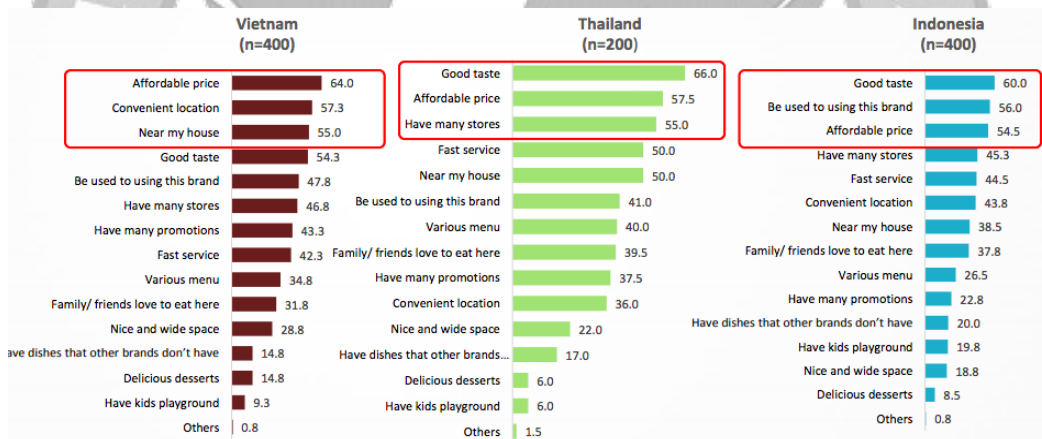 Vietnam
(n=400)
Affordable price 64.0
Convenient location 57.3
Near my house 55.0
Good taste 54.3
Be used to using this brand 47.8
Have many stores 46.8
Have many promotions 43.3
Fast service 42.3
Various menu 34.8
Family/ friends love to eat here 31.8
Nice and wide space 28.8
ave dishes that other brands don't have 14.8
Delicious desserts 14.8
Have kids playground 9.3
Others 0.8
Thailand
(n=200)
Good taste 66.0
Affordable price 57.5
Have many stores 55.0
Fast service 50.0
Near my house 50.0
Be used to using this brand 41.0
Various menu 40.0
Family/ friends love to eat here 39.5
Have many promotions 37.5
Convenient location 36.0
Nice and wide space 22.0
Have dishes that other brands... 17.0
Delicious desserts 6.0
Have kids playground 6.0
Others 1.5
Indonesia
(n=400)
Good taste 60.0
Be used to using this brand 56.0
Affordable price 54.5
Have many stores 45.3
Fast service 44.5
Convenient location 43.8
Near my house 38.5
Family/ friends love to eat here 37.8
Various menu 26.5
Have many promotions 22.8
Have dishes that other brands don't have 20.0
Have kids playground 19.8
Nice and wide space 18.8
Delicious desserts 8.5
Others 0.8